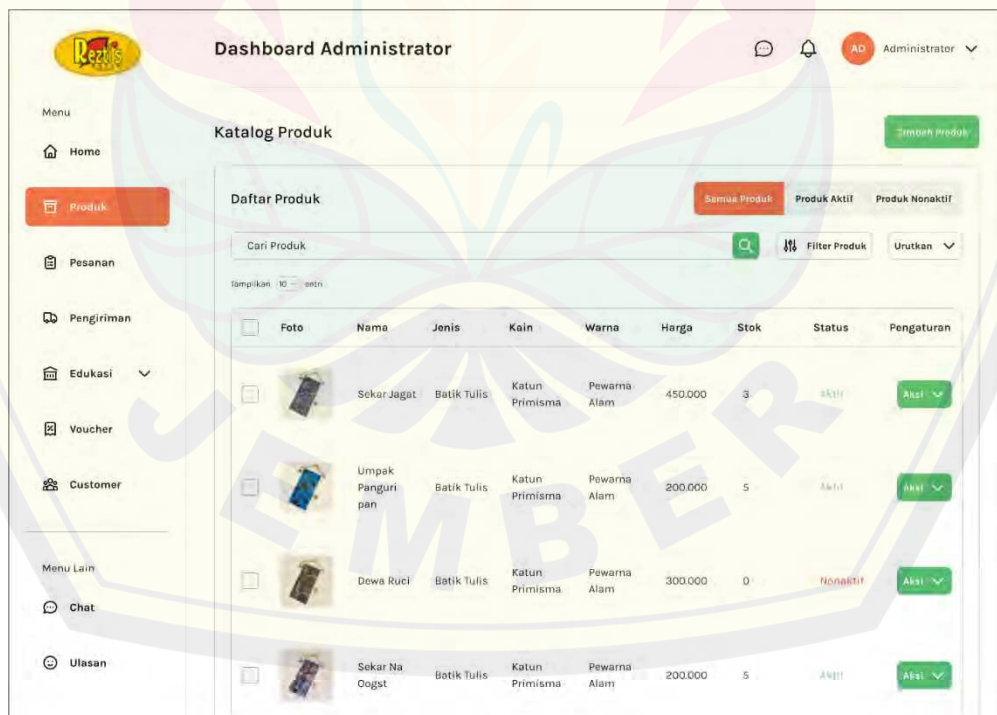 Rezti's
Dashboard Administrator
AD Administrator
Menu
Home
Produk
Pesanan
Pengiriman
Edukasi
Voucher
Customer
Menu Lain
Chat
Ulasan
Katalog Produk
Tambah Produk
Daftar Produk
Semua Produk Produk Aktif Produk Nonaktif
Cari Produk Filter Produk Urutkan
Tampilkan 10 entri
Foto Nama Jenis Kain Warna Harga Stok Status Pengaturan
Sekar Jagat Batik Tulis Katun Primisma Pewarna Alam 450.000 3 Aktif Aksi
Umpak
Panguri
pan
Batik Tulis Katun Primisma Pewarna Alam 200.000 5 Aktif Aksi
Dewa Ruci Batik Tulis Katun Primisma Pewarna Alam 300.000 0 Nonaktif Aksi
Sekar Na
Oogst
Batik Tulis Katun Primisma Pewarna Alam 200.000 5 Aktif Aksi
JEMBER